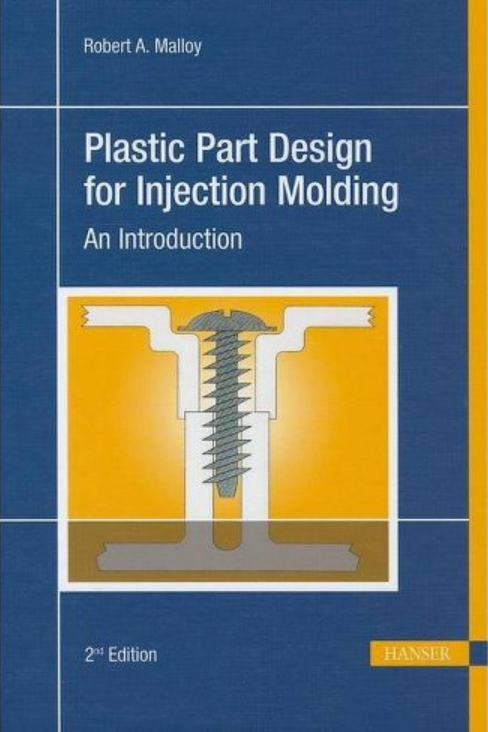 Robert A. Malloy
Plastic Part Design
for Injection Molding
An Introduction
2nd Edition
HANSER